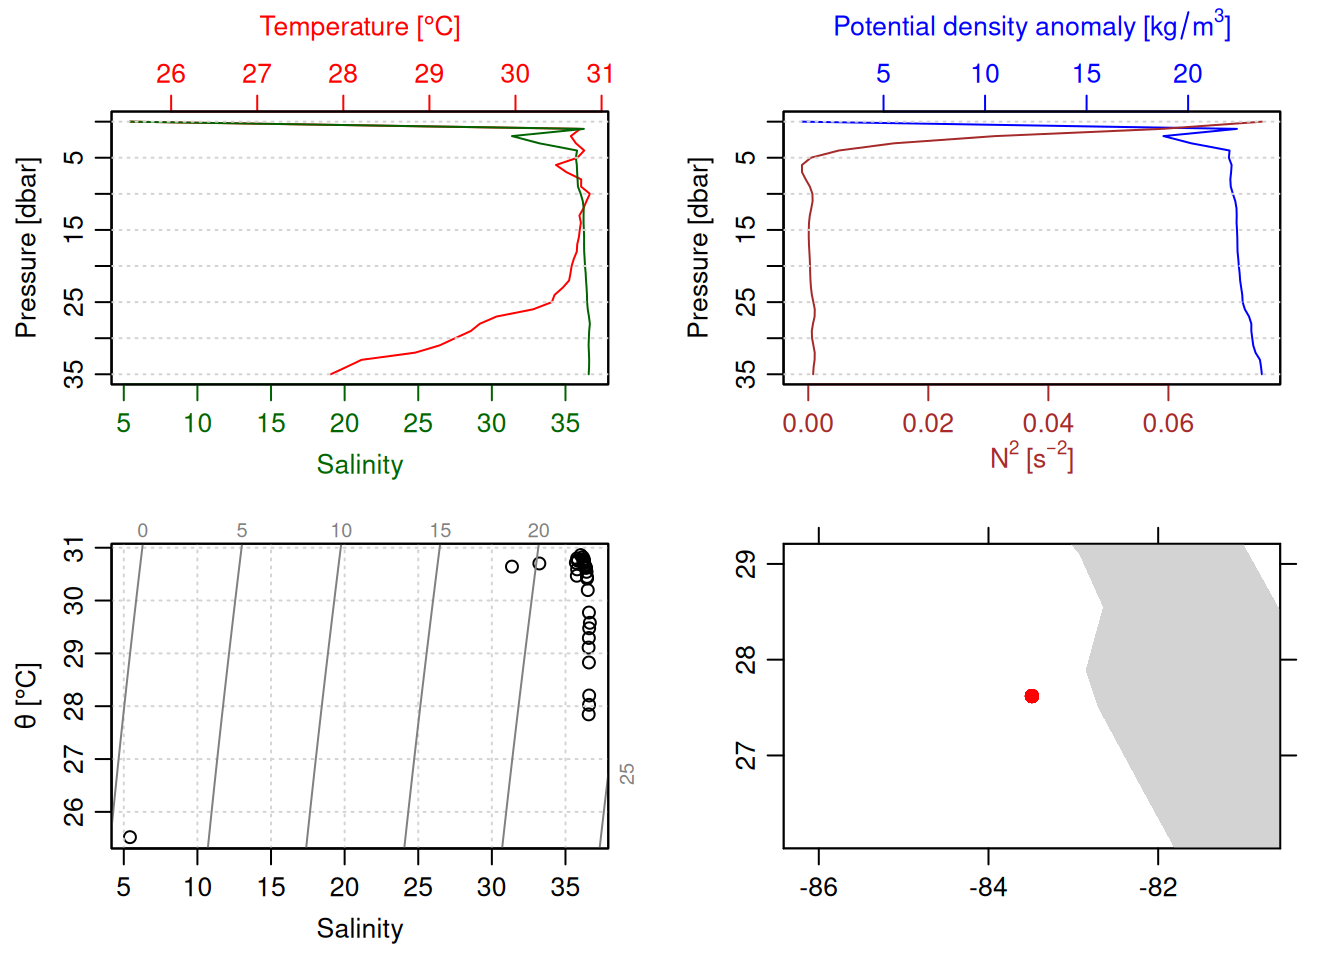 Temperature [°C]
26 27 28 29 30 31
Pressure [dbar]
5 15 25 35
5 10 15 20 25 30 35
Salinity
Potential density anomaly [kg/m³]
5 10 15 20
Pressure [dbar]
5 15 25 35
0.00 0.02 0.04 0.06
N² [s⁻²]
0 5 10 15 20
25
θ [°C]
31 30 29 28 27 26
5 10 15 20 25 30 35
Salinity
29 28 27
-86 -84 -82